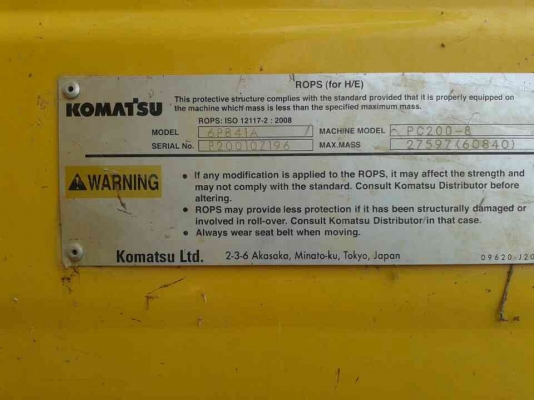 ROPS (for H/E)
KOMATSU
This protective structure complies with the standard provided that it is properly equipped on
the machine which mass is less than the specified maximum mass.
ROPS: ISO 12117-2 : 2008
MODEL 6PB41A MACHINE MODEL PC200-8
SERIAL No. P20010Z196 MAX.MASS 27597(60840)
WARNING
• If any modification is applied to the ROPS, it may affect the strength and
may not comply with the standard. Consult Komatsu Distributor before
altering.
• ROPS may provide less protection if it has been structurally damaged or
involved in roll-over. Consult Komatsu Distributor in that case.
• Always wear seat belt when moving.
Komatsu Ltd. 2-3-6 Akasaka, Minato-ku, Tokyo, Japan 09620-J20